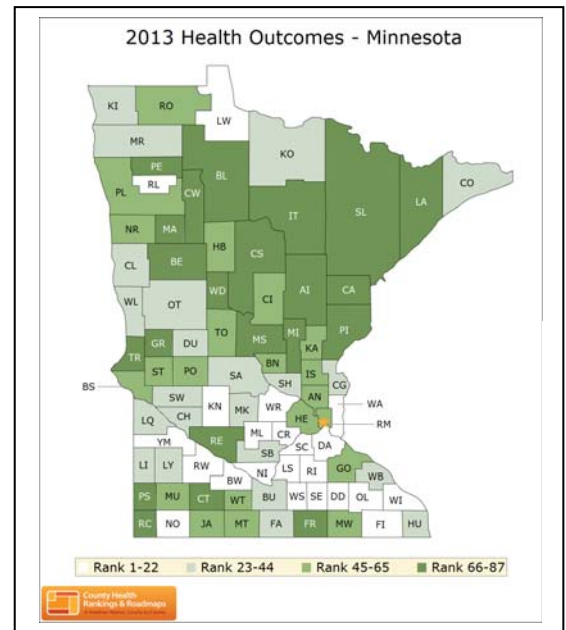 2013 Health Outcomes - Minnesota
KI
RO
LW
MR
KO
CO
PE
RL
PL
CW
BL
IT
SL
LA
NR
MA
HB
CL
BE
CS
WL
OT
WD
CI
AI
CA
TO
MS
MI
PI
GR
DU
TR
KA
BN
ST
PO
IS
BS
SA
SH
CG
SW
AN
KN
WR
WA
CH
MK
HE
RM
LQ
ML
CR
YM
RE
SC
DA
SB
LI
LY
RW
NI
LS
RI
GO
WB
BW
PS
MU
CT
WT
BU
WS
SE
DD
OL
WI
RC
NO
JA
MT
FA
FR
MW
FI
HU
Rank 1-22 Rank 23-44 Rank 45-65 Rank 66-87
County Health
Rankings & Roadmaps